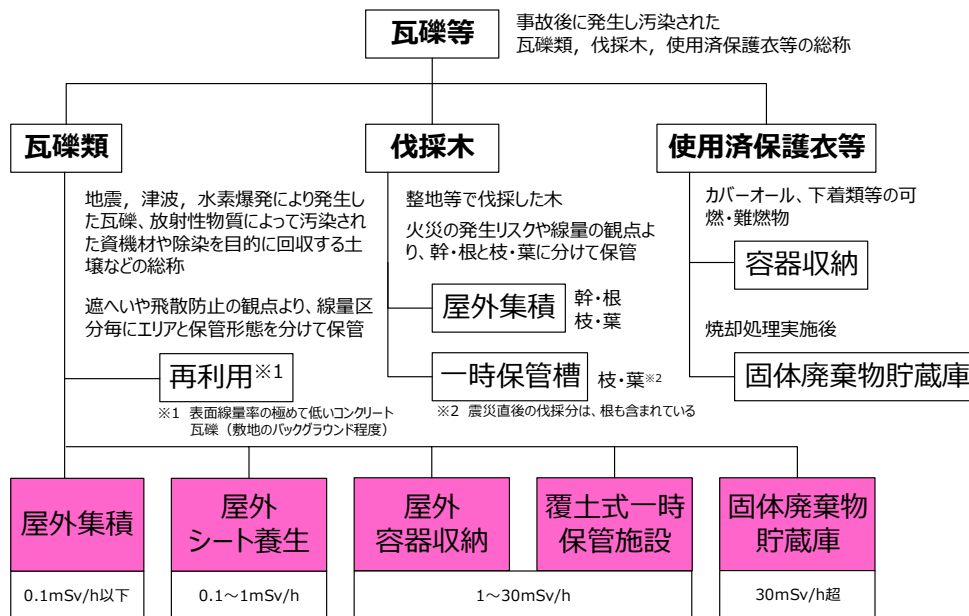 瓦礫等
事故後に発生し汚染された
瓦礫類，伐採木，使用済保護衣等の総称
瓦礫類
地震，津波，水素爆発により発生し
た瓦礫、放射性物質によって汚染され
た資機材や除染を目的に回収する土
壌などの総称
遮へいや飛散防止の観点より、線量区
分毎にエリアと保管形態を分けて保管
再利用※1
※1 表面線量率の極めて低いコンクリート
瓦礫（敷地のバックグラウンド程度）
伐採木
整地等で伐採した木
火災の発生リスクや線量の観点よ
り、幹・根と枝・葉に分けて保管
屋外集積
幹・根
枝・葉
一時保管槽
枝・葉※2
※2 震災直後の伐採分は、根も含まれている
使用済保護衣等
カバーオール、下着類等の可
燃・難燃物
容器収納
焼却処理実施後
固体廃棄物貯蔵庫
屋外集積
0.1mSv/h以下
屋外
シート養生
0.1～1mSv/h
屋外
容器収納
覆土式一時
保管施設
1～30mSv/h
固体廃棄物
貯蔵庫
30mSv/h超